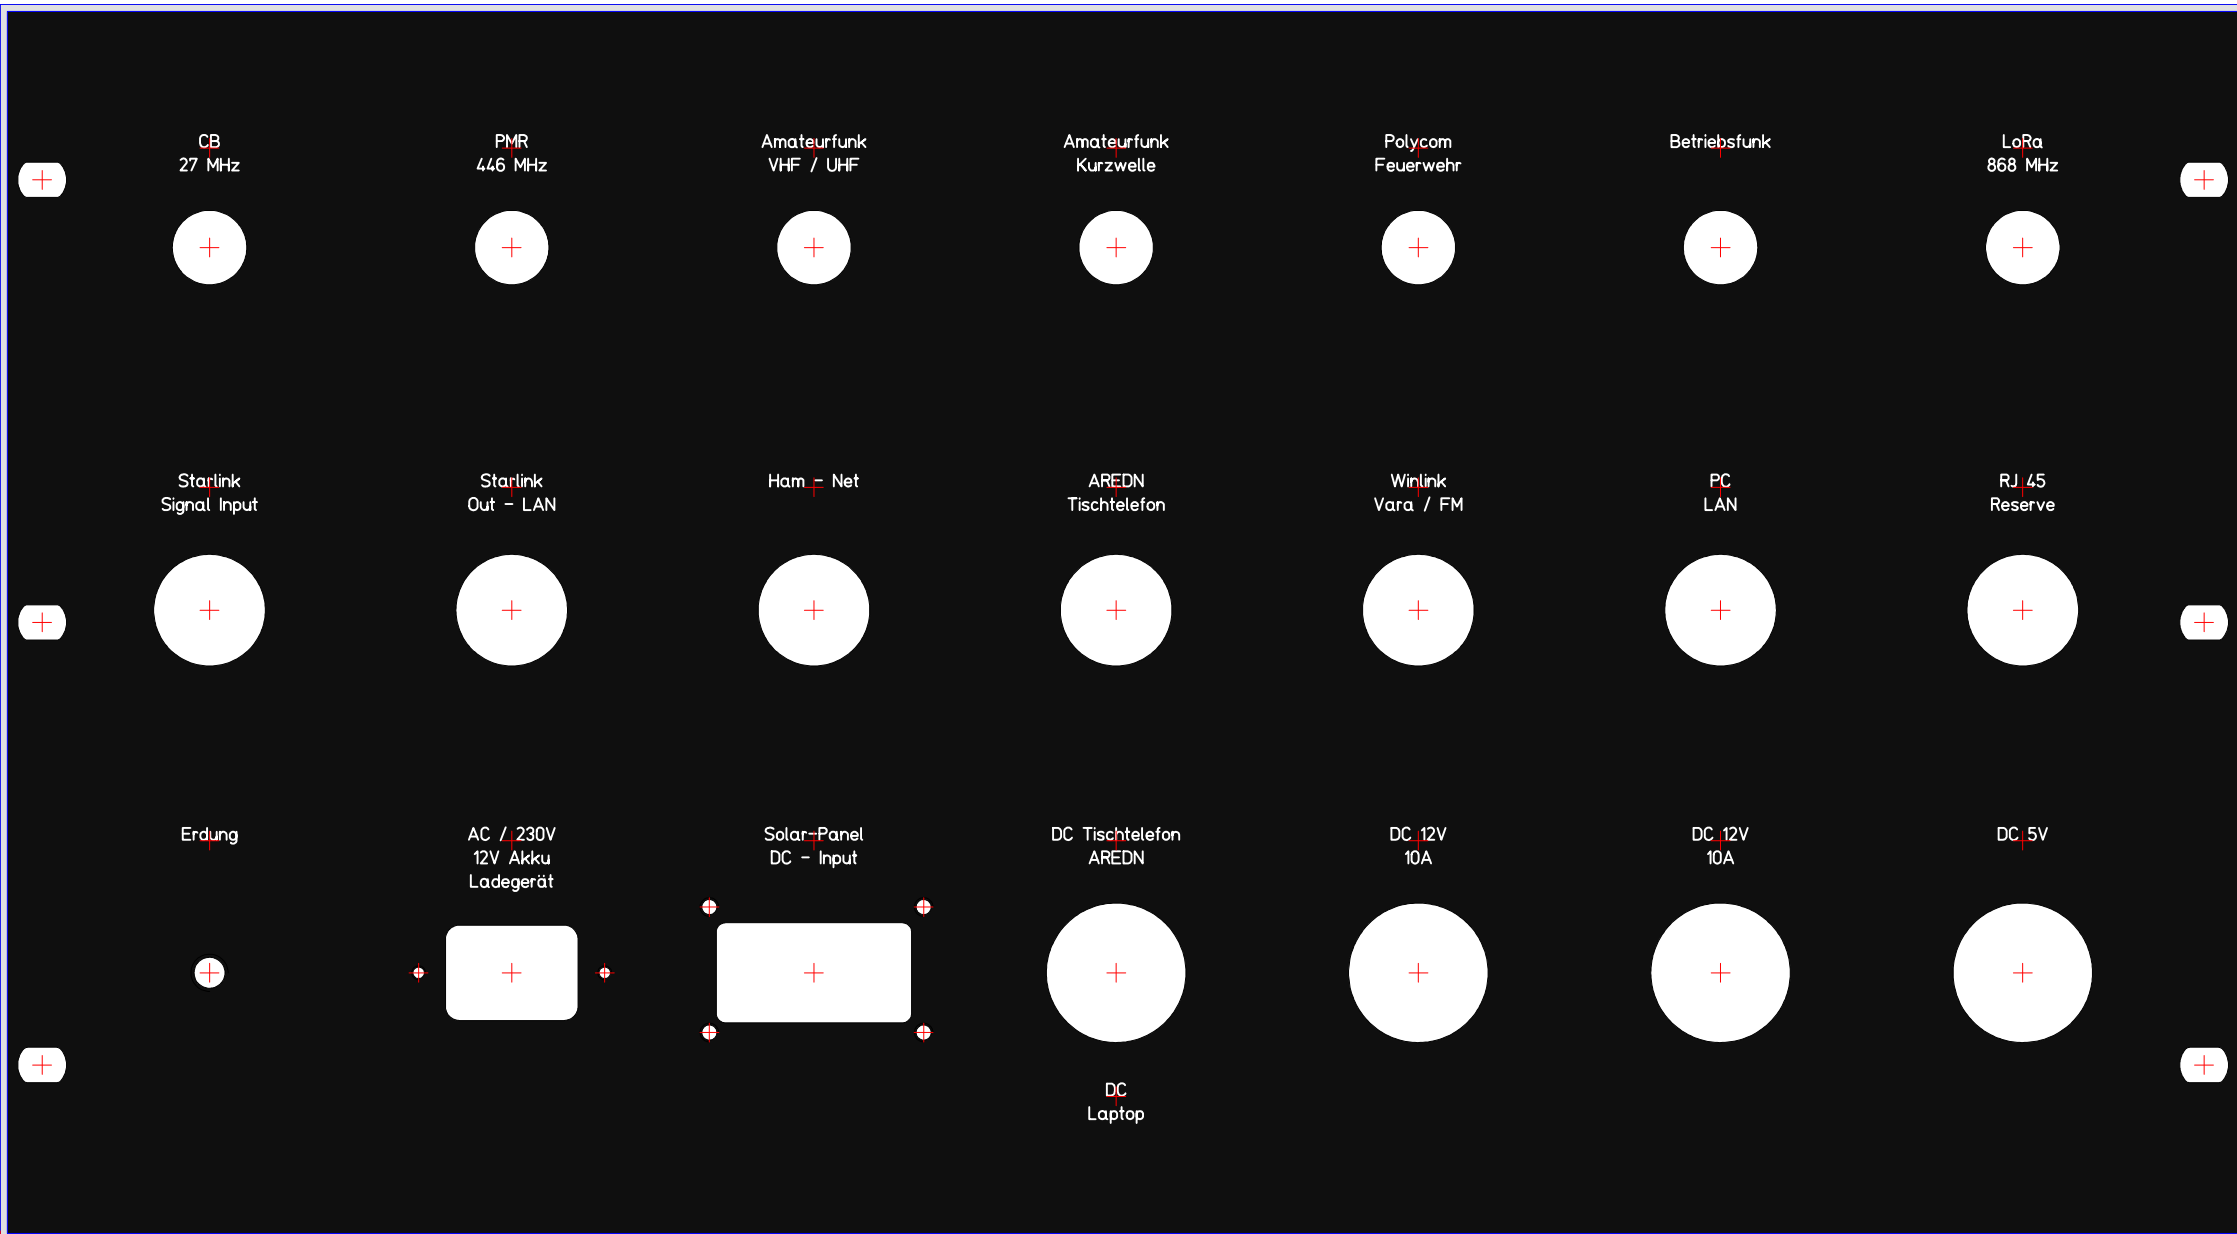 CB
27 MHz
PMR
446 MHz
Amateurfunk
VHF / UHF
Amateurfunk
Kurzwelle
Polycom
Feuerwehr
Betriebsfunk
LoRa
868 MHz
Starlink
Signal Input
Starlink
Out - LAN
Ham - Net
AREDN
Tischtelefon
Winlink
Vara / FM
PC
LAN
RJ 45
Reserve
Erdung
AC / 230V
12V Akku
Ladegerät
Solar-Panel
DC - Input
DC Tischtelefon
AREDN
DC 12V
10A
DC 12V
10A
DC 5V
DC
Laptop